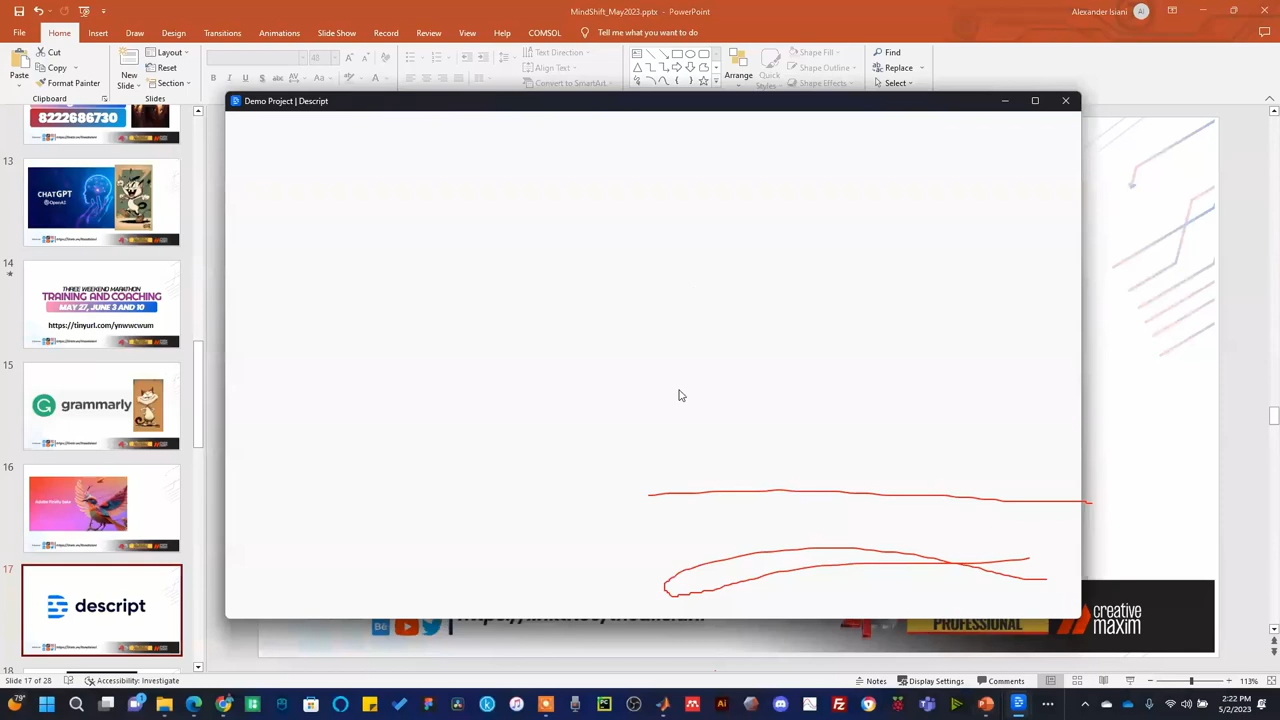 MindShift_May2023.pptx - PowerPoint
Alexander Isiani
AI
File
Home
Insert
Draw
Design
Transitions
Animations
Slide Show
Record
Review
View
Help
COMSOL
Tell me what you want to do
Paste
Cut
Copy
Format Painter
Clipboard
New
Slide
Layout
Reset
Section
Slides
48
Text Direction
Align Text
Convert to SmartArt
Arrange
Quick
Styles
Shape Fill
Shape Outline
Find
Replace
Select
Demo Project | Descript
8222686730
13
CHATGPT
OpenAI
14
THREE WEEKEND MARATHON
TRAINING AND COACHING
MAY 27, JUNE 3 AND 10
https://tinyurl.com/ynwwcwum
15
grammarly
16
17
descript
18
PROFESSIONAL
creative
maxim
Slide 17 of 28
Accessibility: Investigate
Notes
Display Settings
Comments
113%
79°
2:22 PM
5/2/2023